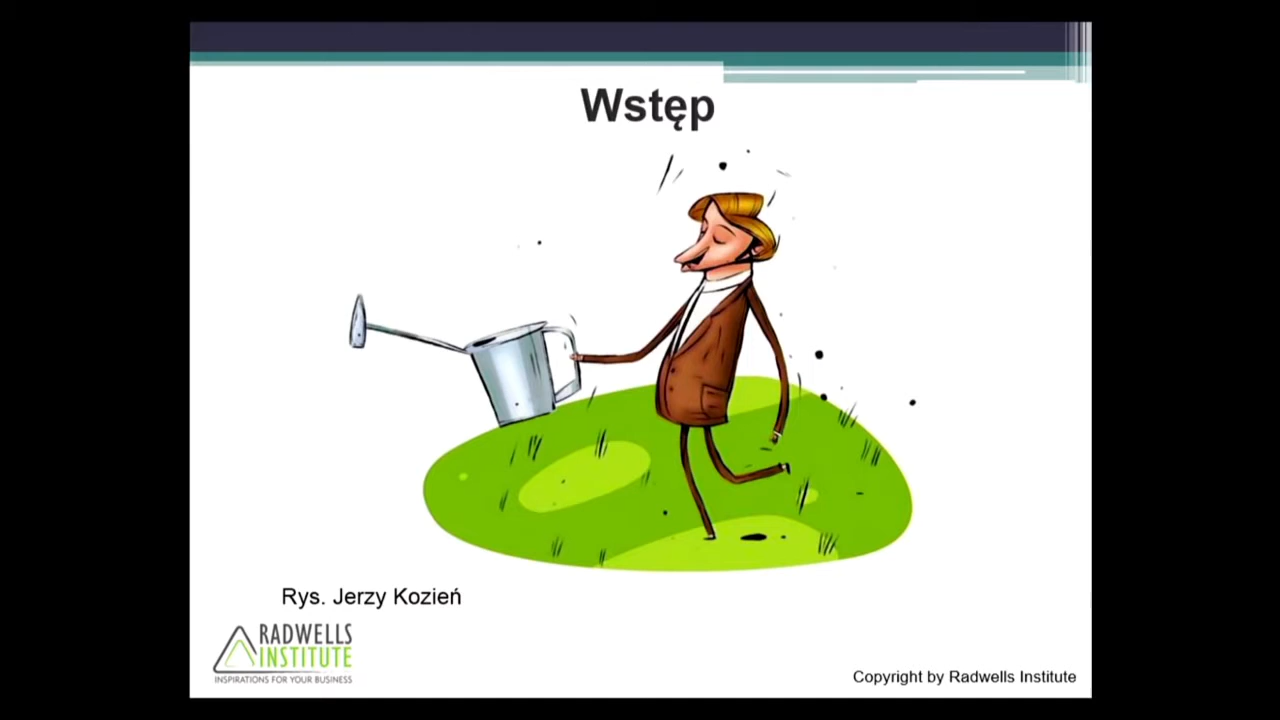 Wstęp
Rys. Jerzy Kozień
RADWELLS
INSTITUTE
INSPIRATIONS FOR YOUR BUSINESS
Copyright by Radwells Institute